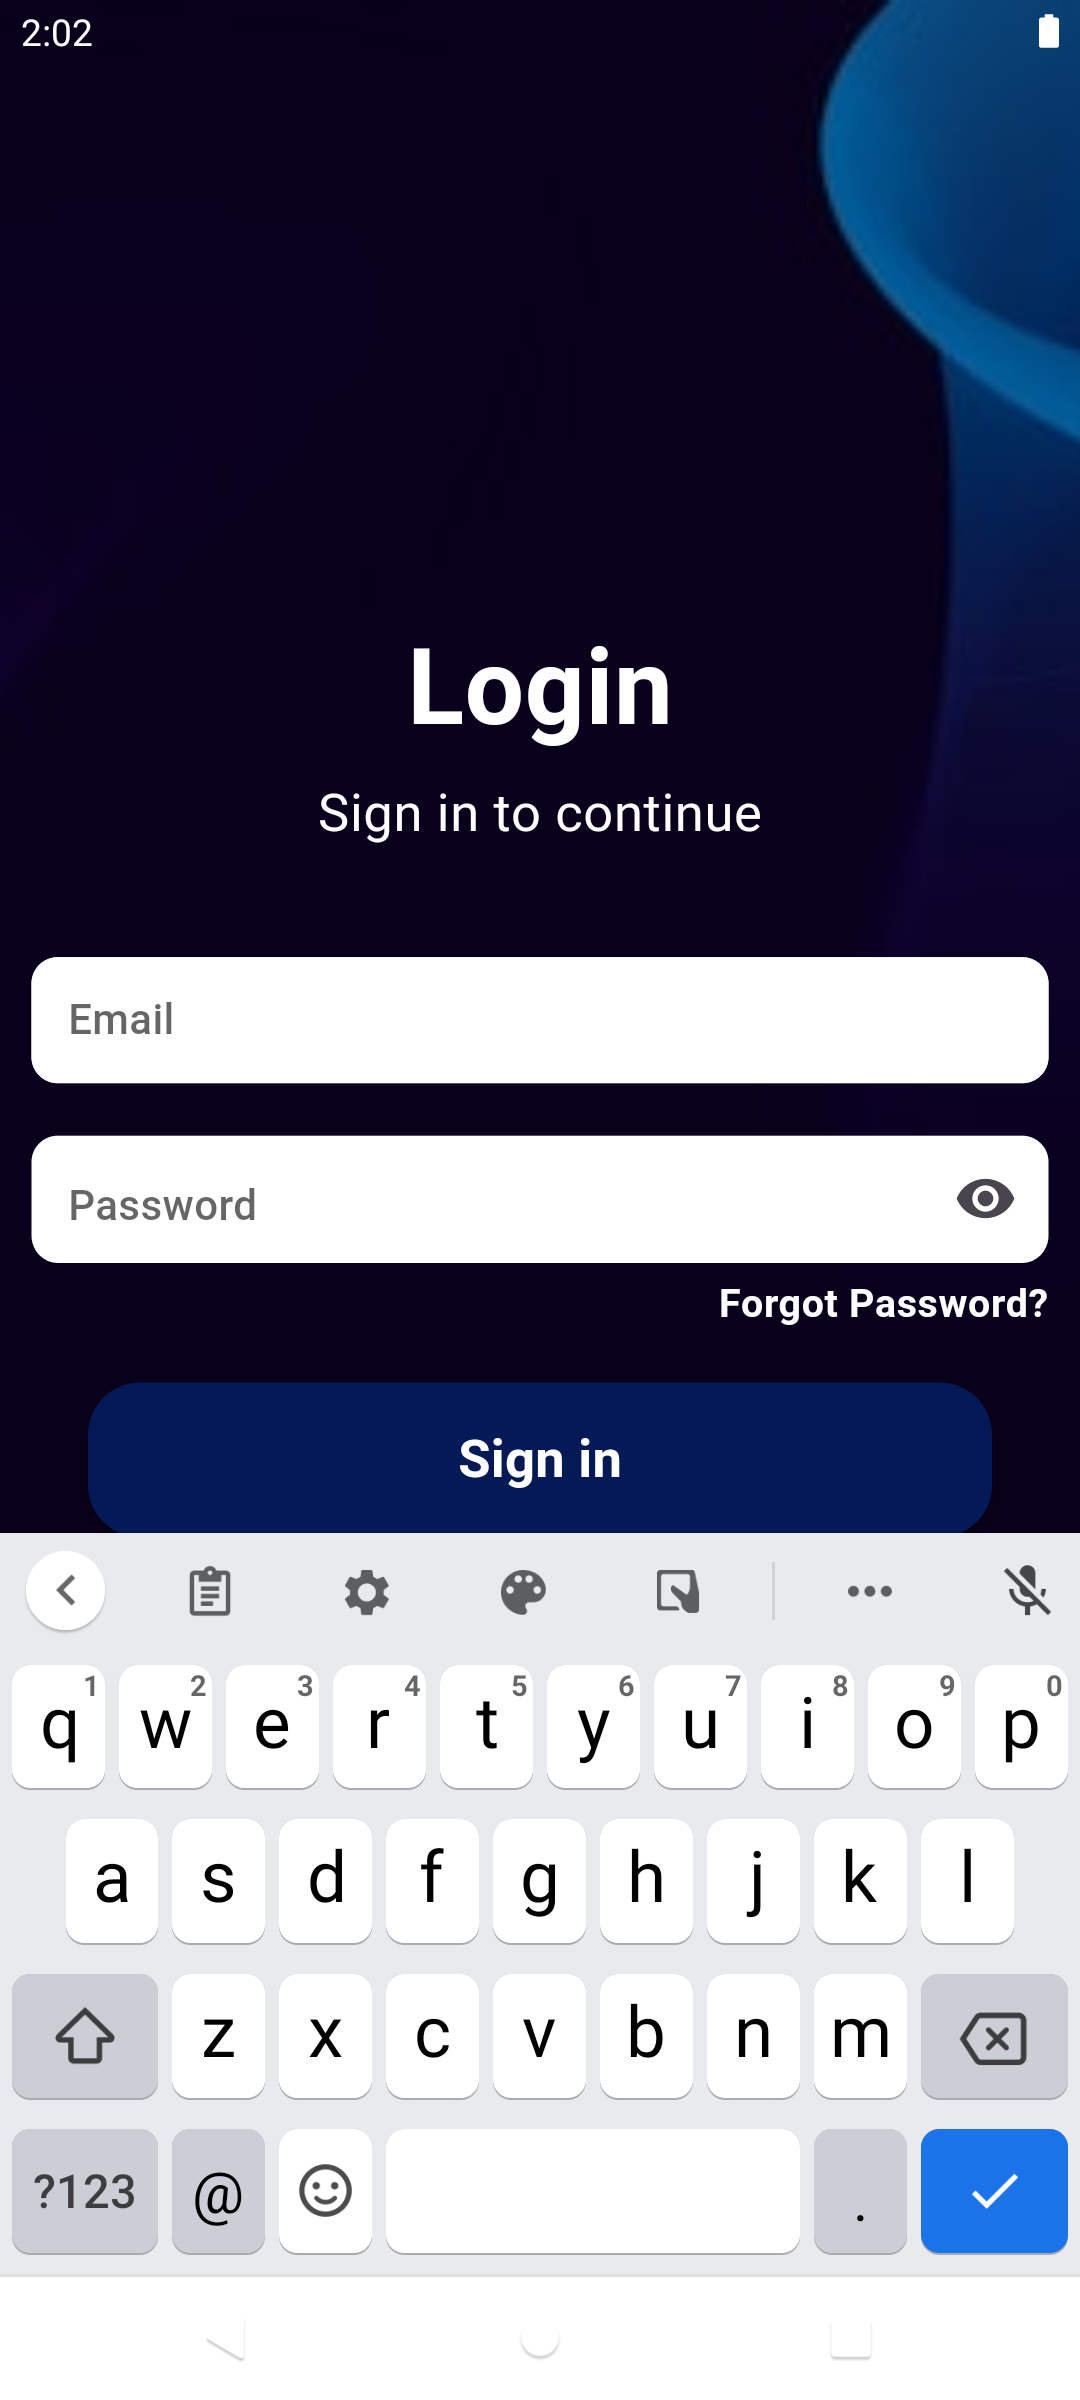 2:02
Login
Sign in to continue
Email
Password
Forgot Password?
Sign in
q 1 w 2 e 3 r 4 t 5 y 6 u 7 i 8 o 9 p 0
a s d f g h j k l
z x c v b n m
?123 @ .